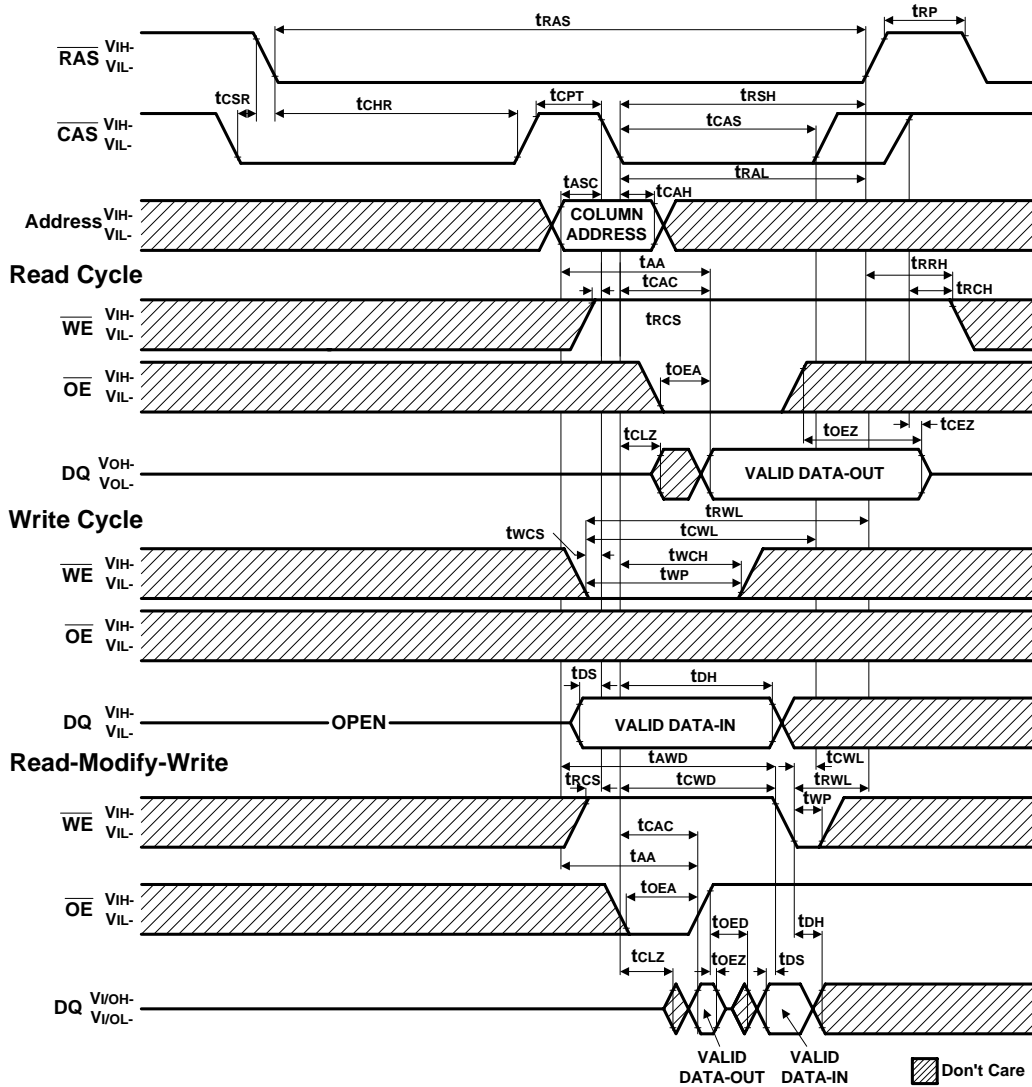 tRAS
tRP
RAS VIH-
VIL-
tCSR
tCHR
tCPT
tRSH
tCAS
CAS VIH-
VIL-
tRAL
tASC
tCAH
Address VIH-
VIL-
COLUMN
ADDRESS
tAA
tRRH
Read Cycle
tCAC
tRCH
WE VIH-
VIL-
tRCS
OE VIH-
VIL-
tOEA
tCEZ
tOEZ
tCLZ
DQ VOH-
VOL-
VALID DATA-OUT
Write Cycle
tRWL
tCWL
tWCS
tWCH
tWP
WE VIH-
VIL-
OE VIH-
VIL-
tDS
tDH
DQ VIH-
VIL-
OPEN
VALID DATA-IN
Read-Modify-Write
tAWD
tCWL
tRCS
tCWD
tRWL
tWP
WE VIH-
VIL-
tCAC
tAA
OE VIH-
VIL-
tOEA
tOED
tDH
tCLZ
tOEZ
tDS
DQ VI/OH-
VI/OL-
VALID
DATA-OUT
VALID
DATA-IN
Don't Care